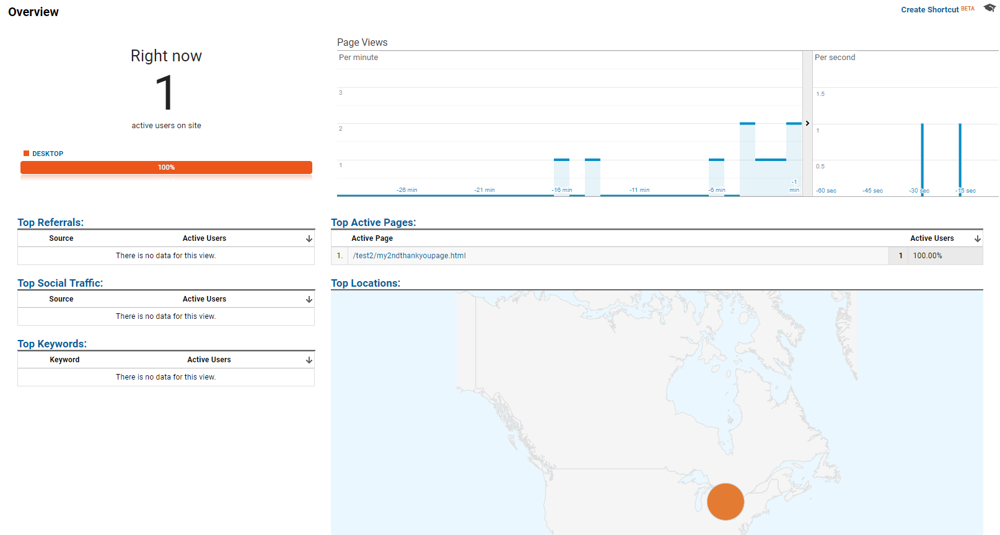 Overview
Create Shortcut BETA
Right now
1
active users on site
DESKTOP
100%
Page Views
Per minute
3
2
1
-26 min
-21 min
-16 min
-11 min
-6 min
-1
min
Per second
1.5
1
0.5
-60 sec
-45 sec
-30 sec
-15 sec
Top Referrals:
Source Active Users
There is no data for this view.
Top Social Traffic:
Source Active Users
There is no data for this view.
Top Keywords:
Keyword Active Users
There is no data for this view.
Top Active Pages:
Active Page Active Users
1. /test2/my2ndthankyoupage.html 1 100.00%
Top Locations: